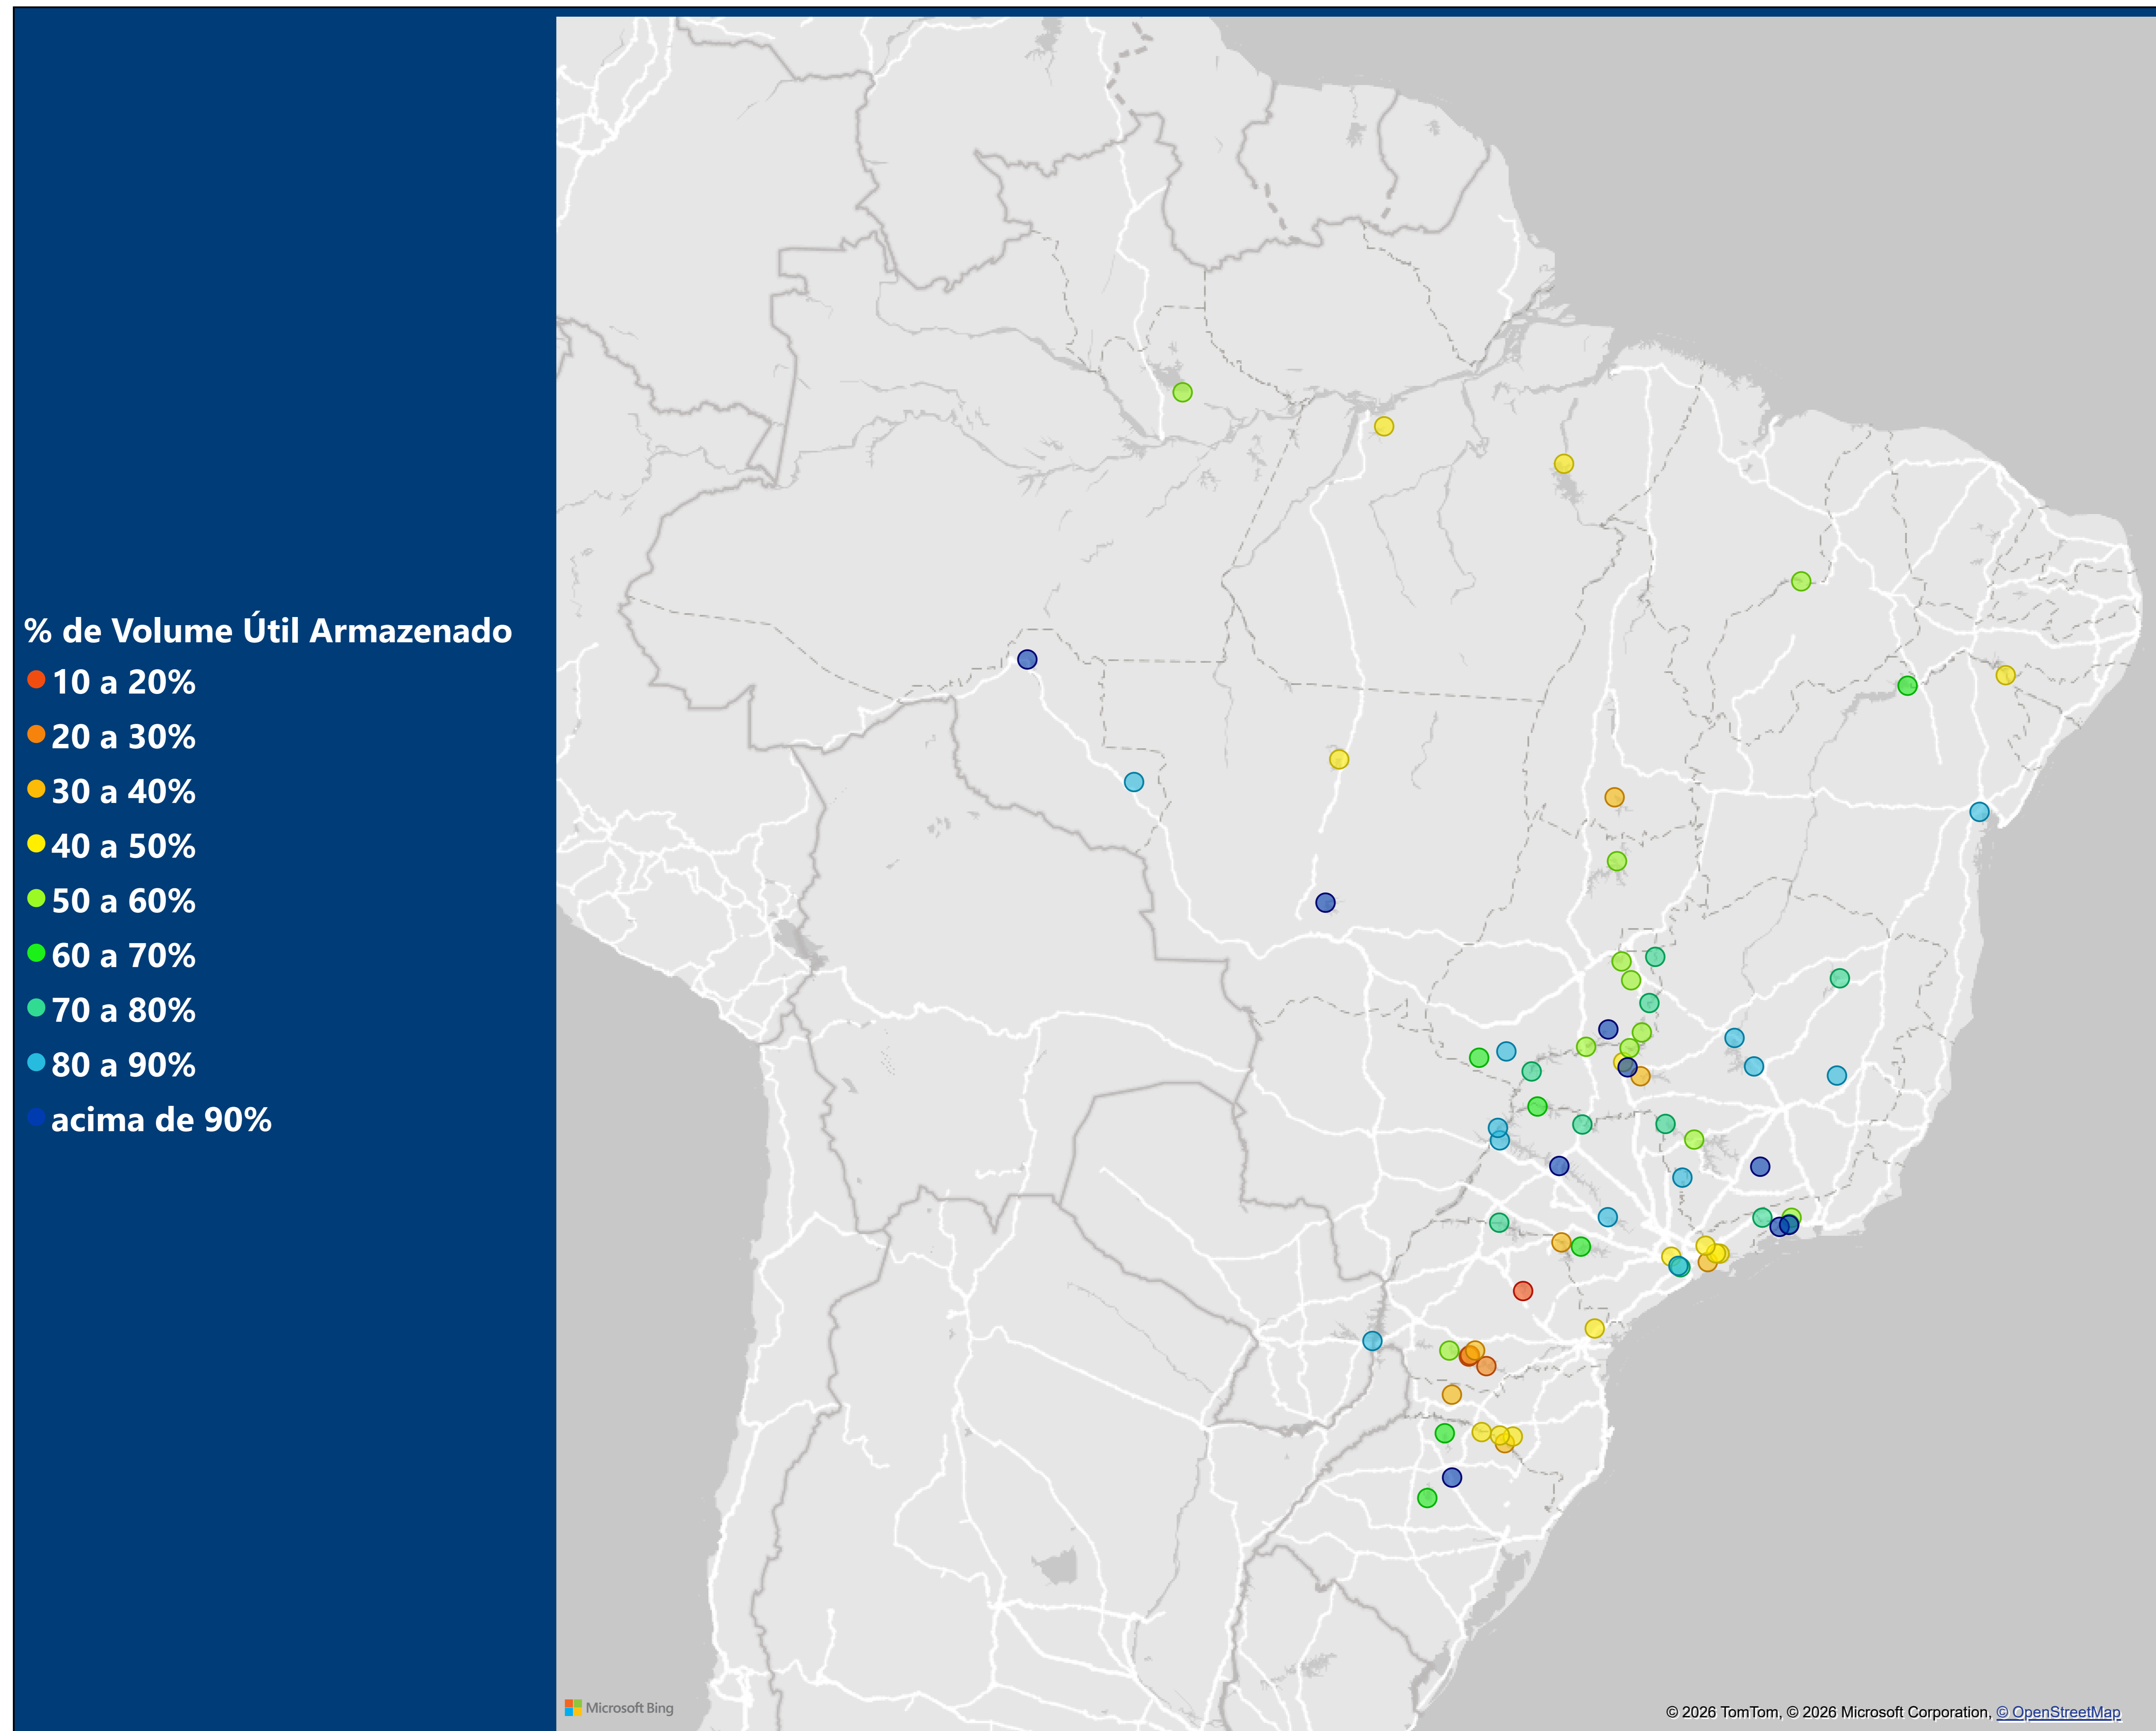 % de Volume Útil Armazenado
10 a 20%
20 a 30%
30 a 40%
40 a 50%
50 a 60%
60 a 70%
70 a 80%
80 a 90%
acima de 90%
Microsoft Bing
© 2026 TomTom, © 2026 Microsoft Corporation, © OpenStreetMap